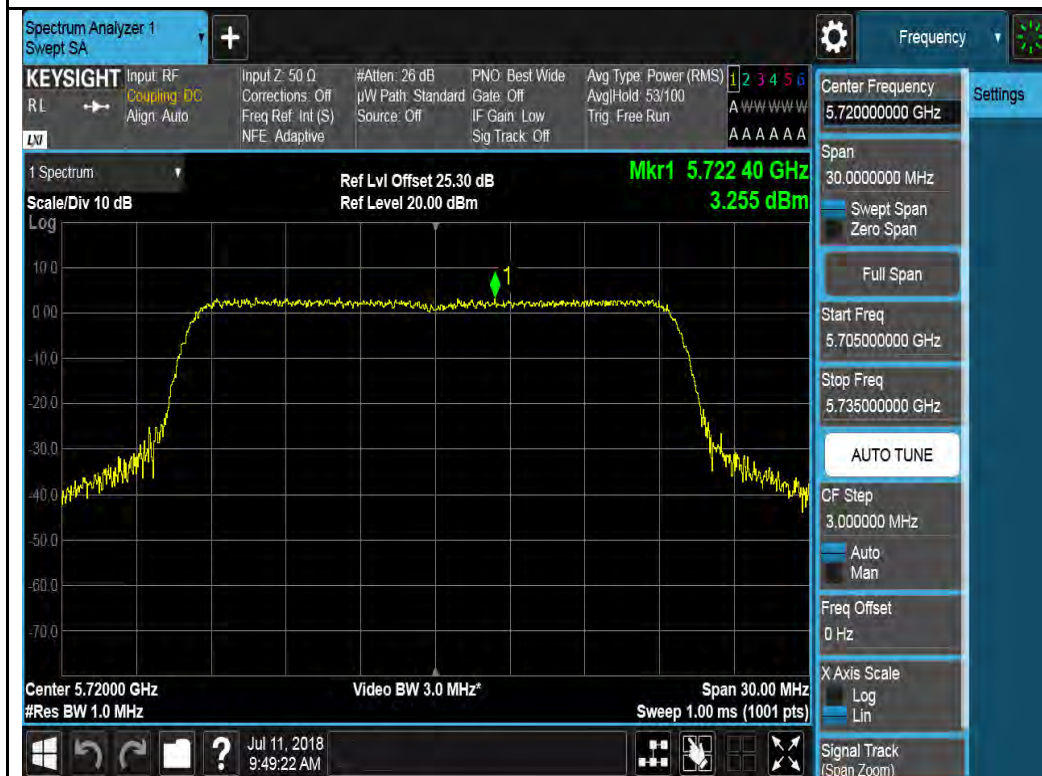 Spectrum Analyzer 1
Swept SA
+
Frequency
KEYSIGHT
RL
LXI
Input: RF
Coupling: DC
Align: Auto
Input Z: 50 Ω
Corrections: Off
Freq Ref: Int (S)
NFE: Adaptive
#Atten: 26 dB
µW Path: Standard
Source: Off
PNO: Best Wide
Gate: Off
IF Gain: Low
Sig Track: Off
Avg Type: Power (RMS)
Avg|Hold: 53/100
Trig: Free Run
1 2 3 4 5 6
A W W W W W
A A A A A A
1 Spectrum
Scale/Div 10 dB
Ref Lvl Offset 25.30 dB
Ref Level 20.00 dBm
Mkr1 5.722 40 GHz
3.255 dBm
Log
10.0
0.00
-10.0
-20.0
-30.0
-40.0
-50.0
-60.0
-70.0
1
Center 5.72000 GHz
#Res BW 1.0 MHz
Video BW 3.0 MHz*
Span 30.00 MHz
Sweep 1.00 ms (1001 pts)
?
Jul 11, 2018
9:49:22 AM
Center Frequency
5.720000000 GHz
Settings
Span
30.0000000 MHz
Swept Span
Zero Span
Full Span
Start Freq
5.705000000 GHz
Stop Freq
5.735000000 GHz
AUTO TUNE
CF Step
3.000000 MHz
Auto
Man
Freq Offset
0 Hz
X Axis Scale
Log
Lin
Signal Track
(Span Zoom)